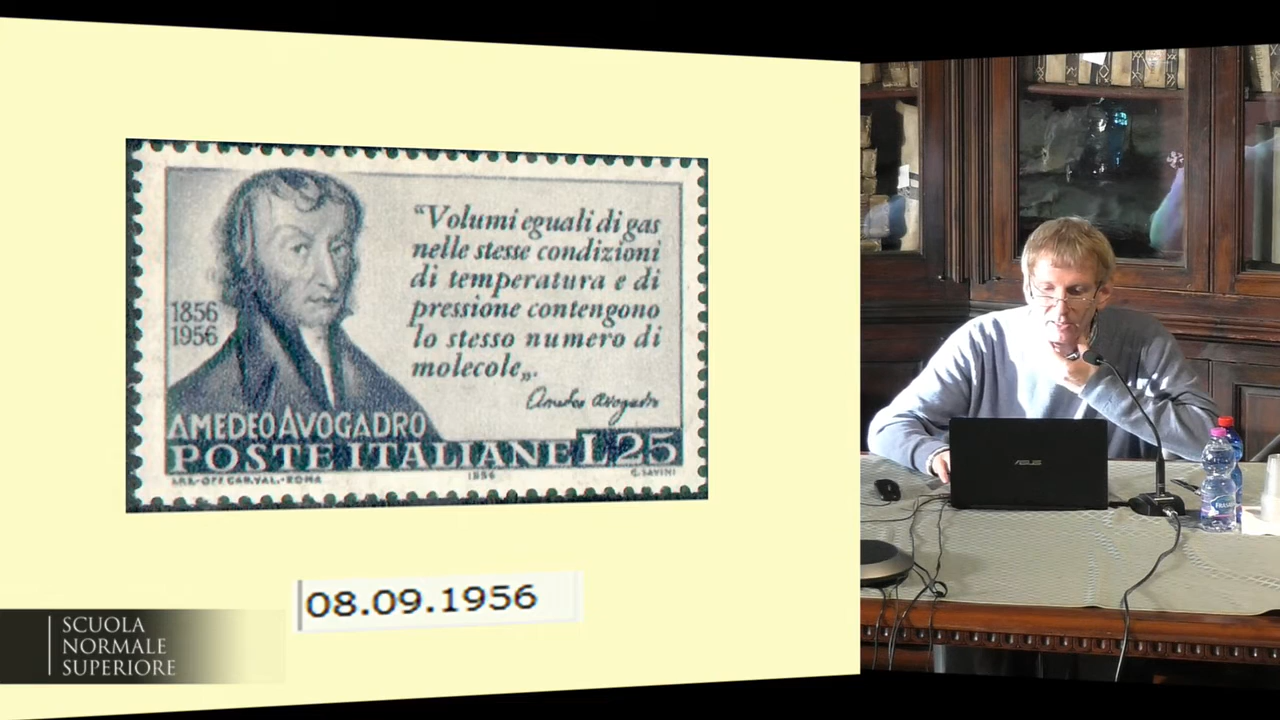 "Volumi eguali di gas
nelle stesse condizioni
di temperatura e di
pressione contengono
lo stesso numero di
molecole„.
Amedeo Avogadro
1856
1956
AMEDEO AVOGADRO
POSTE ITALIANE L.25
1956
G. SAVINI
08.09.1956
SCUOLA
NORMALE
SUPERIORE
ASUS